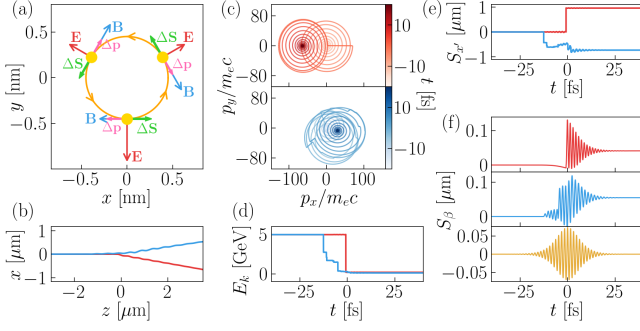 (a)
B
ΔS
E
Δp
E
ΔS
B
Δp
B
Δp
ΔS
E
0.5
0
−0.5
y [nm]
−0.5
0
0.5
x [nm]
(b)
1
0
−1
x [μm]
−2
0
2
z [μm]
(c)
80
0
−80
80
0
−80
p_y/m_ec
−100
0
100
p_x/m_ec
10
0
−10
10
0
−10
t [fs]
(d)
5
0
E_k [GeV]
−25
0
25
t [fs]
(e)
1
0
−1
S_x′ [μm]
−25
0
25
t [fs]
(f)
0.1
0
0.1
0
0.05
0
−0.05
S_β [μm]
−25
0
25
t [fs]